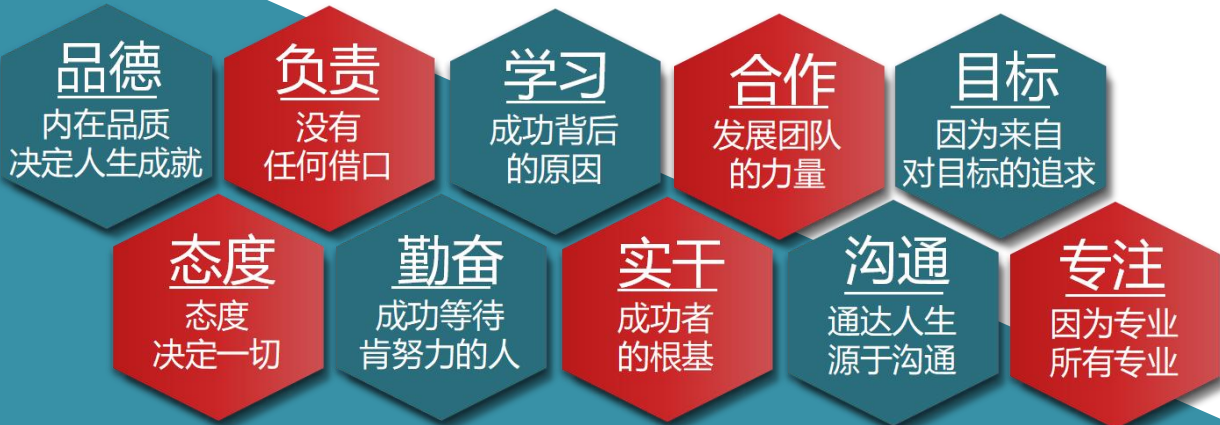 品德
内在品质
决定人生成就
负责
没有
任何借口
学习
成功背后
的原因
合作
发展团队
的力量
目标
因为来自
对目标的追求
态度
态度
决定一切
勤奋
成功等待
肯努力的人
实干
成功者
的根基
沟通
通达人生
源于沟通
专注
因为专业
所有专业